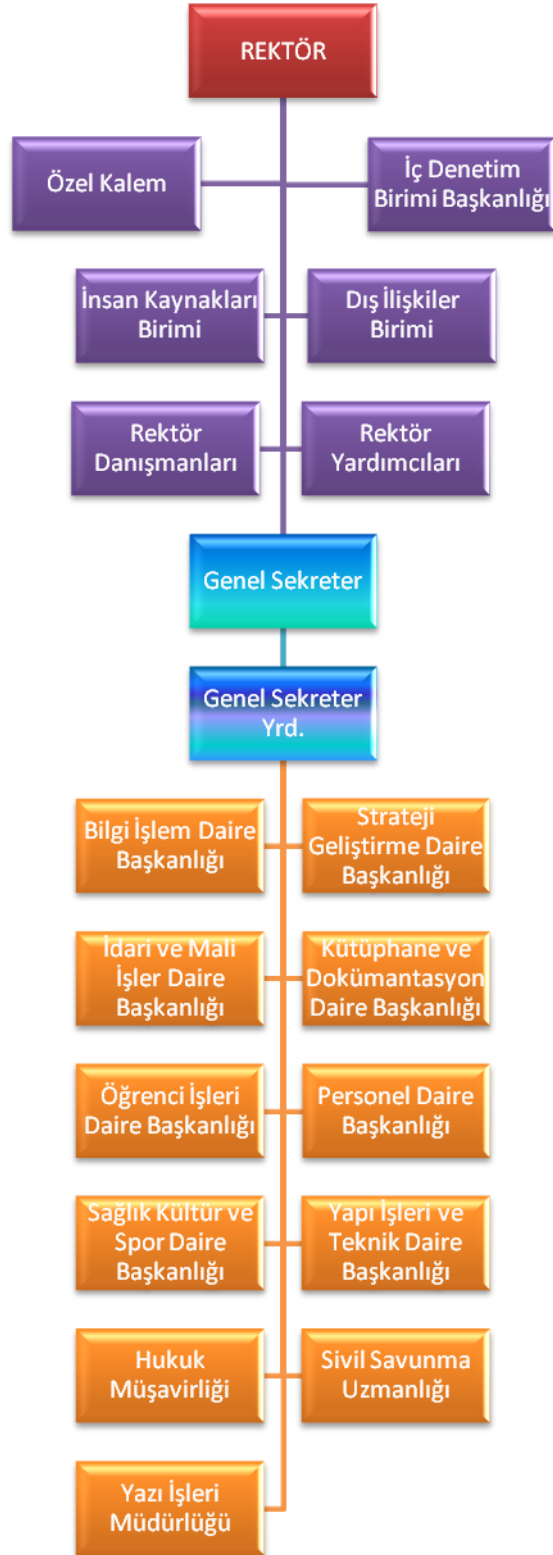 REKTÖR
Özel Kalem
İç Denetim
Birimi Başkanlığı
İnsan Kaynakları
Birimi
Dış İlişkiler
Birimi
Rektör
Danışmanları
Rektör
Yardımcıları
Genel Sekreter
Genel Sekreter
Yrd.
Bilgi İşlem Daire
Başkanlığı
Strateji
Geliştirme Daire
Başkanlığı
İdari ve Mali
İşler Daire
Başkanlığı
Kütüphane ve
Dokümantasyon
Daire Başkanlığı
Öğrenci İşleri
Daire Başkanlığı
Personel Daire
Başkanlığı
Sağlık Kültür ve
Spor Daire
Başkanlığı
Yapı İşleri ve
Teknik Daire
Başkanlığı
Hukuk
Müşavirliği
Sivil Savunma
Uzmanlığı
Yazı İşleri
Müdürlüğü